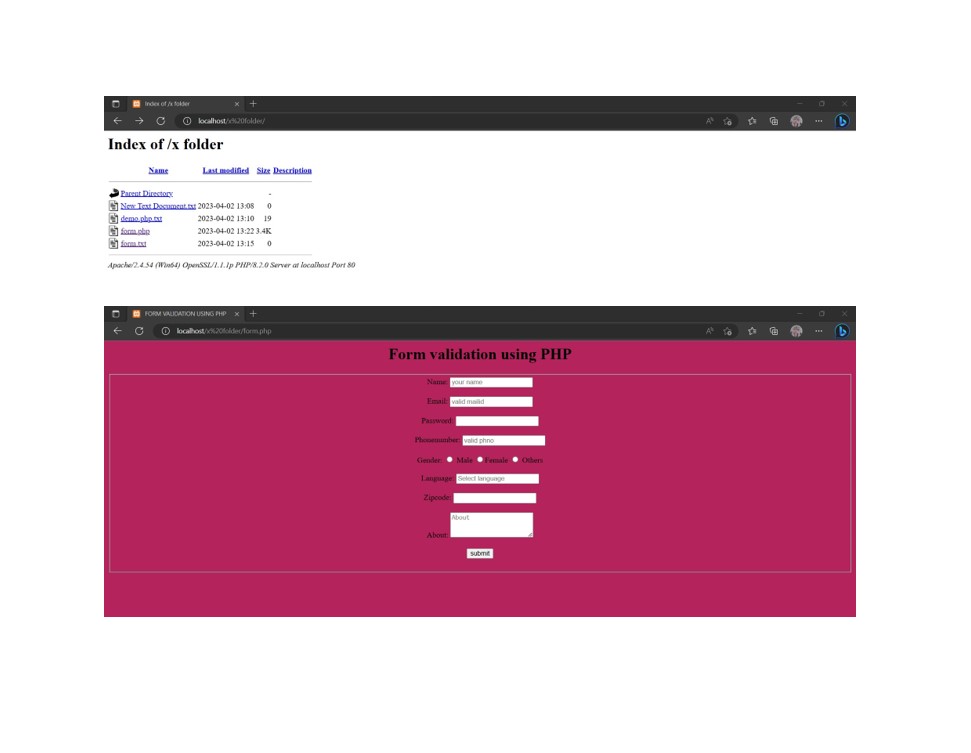 Index of /x folder
localhost/x%20folder/
Index of /x folder
Name Last modified Size Description
Parent Directory -
New Text Document.txt 2023-04-02 13:08 0
demo.php.txt 2023-04-02 13:10 19
form.php 2023-04-02 13:22 3.4K
form.txt 2023-04-02 13:15 0
Apache/2.4.54 (Win64) OpenSSL/1.1.1p PHP/8.2.0 Server at localhost Port 80
FORM VALIDATION USING PHP
localhost/x%20folder/form.php
Form validation using PHP
Name: your name
Email: valid mailid
Password:
Phonenumber: valid phno
Gender: Male Female Others
Language: Select language
Zipcode:
About: About
submit